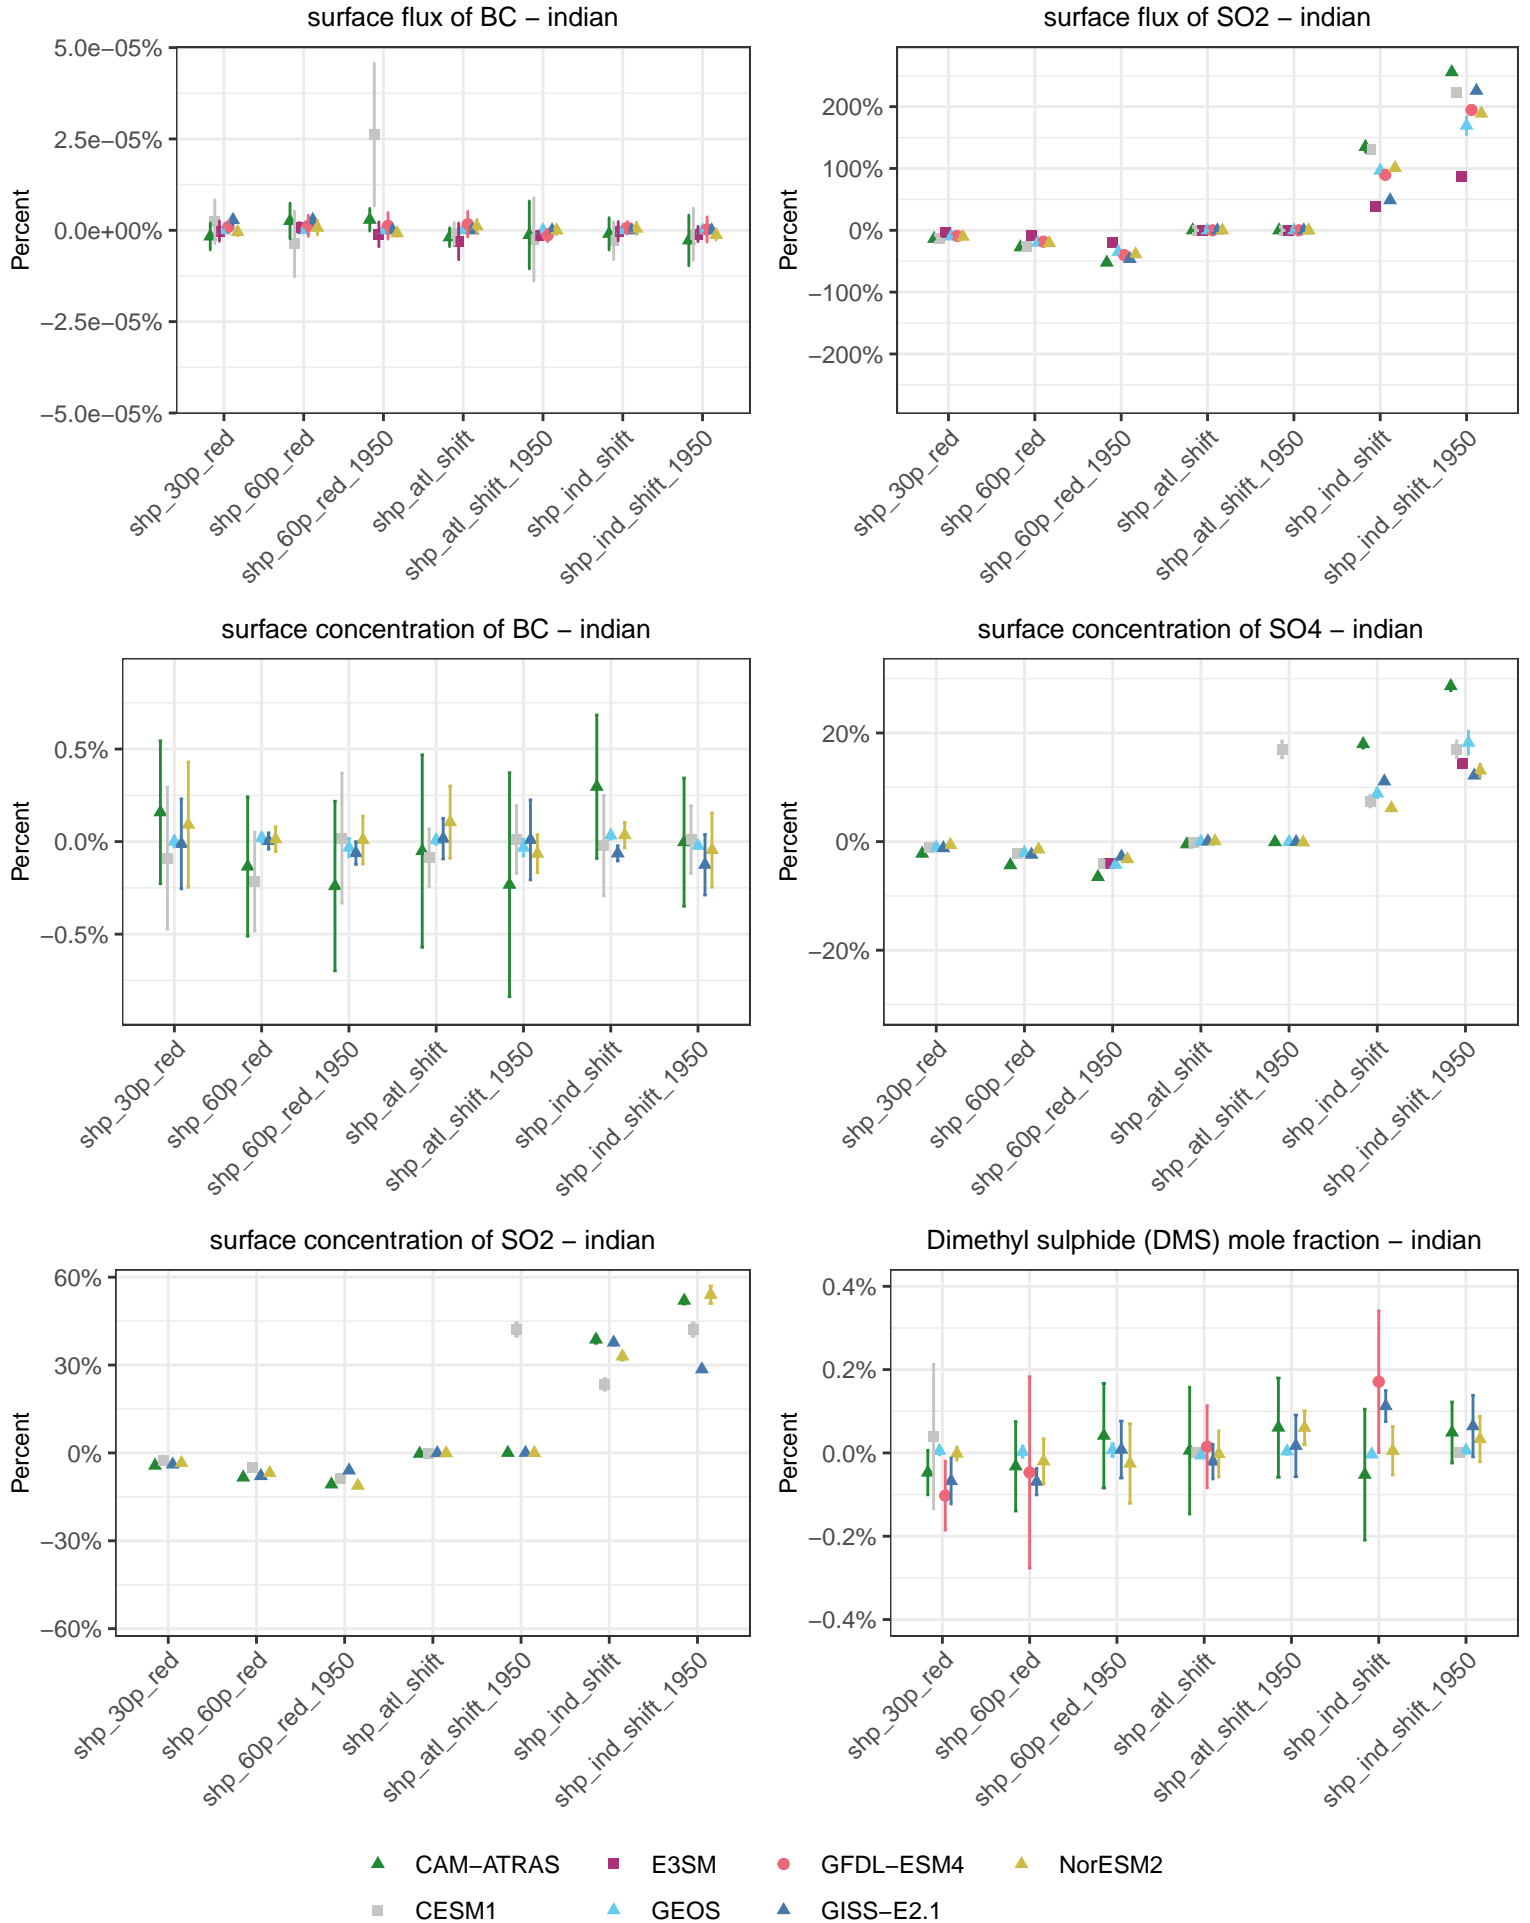 surface flux of BC − indian
Percent
5.0e−05%
2.5e−05%
0.0e+00%
−2.5e−05%
−5.0e−05%
shp_30p_red
shp_60p_red
shp_60p_red_1950
shp_atl_shift
shp_atl_shift_1950
shp_ind_shift
shp_ind_shift_1950
surface flux of SO2 − indian
Percent
200%
100%
0%
−100%
−200%
shp_30p_red
shp_60p_red
shp_60p_red_1950
shp_atl_shift
shp_atl_shift_1950
shp_ind_shift
shp_ind_shift_1950
surface concentration of BC − indian
Percent
0.5%
0.0%
−0.5%
shp_30p_red
shp_60p_red
shp_60p_red_1950
shp_atl_shift
shp_atl_shift_1950
shp_ind_shift
shp_ind_shift_1950
surface concentration of SO4 − indian
Percent
20%
0%
−20%
shp_30p_red
shp_60p_red
shp_60p_red_1950
shp_atl_shift
shp_atl_shift_1950
shp_ind_shift
shp_ind_shift_1950
surface concentration of SO2 − indian
Percent
60%
30%
0%
−30%
−60%
shp_30p_red
shp_60p_red
shp_60p_red_1950
shp_atl_shift
shp_atl_shift_1950
shp_ind_shift
shp_ind_shift_1950
Dimethyl sulphide (DMS) mole fraction − indian
Percent
0.4%
0.2%
0.0%
−0.2%
−0.4%
shp_30p_red
shp_60p_red
shp_60p_red_1950
shp_atl_shift
shp_atl_shift_1950
shp_ind_shift
shp_ind_shift_1950
CAM−ATRAS
E3SM
GFDL−ESM4
NorESM2
CESM1
GEOS
GISS−E2.1